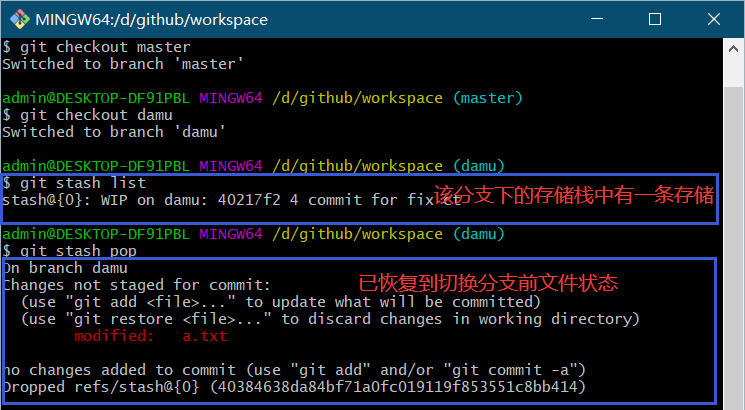 MINGW64:/d/github/workspace
$ git checkout master
Switched to branch 'master'
admin@DESKTOP-DF91PBL MINGW64 /d/github/workspace (master)
$ git checkout damu
Switched to branch 'damu'
admin@DESKTOP-DF91PBL MINGW64 /d/github/workspace (damu)
$ git stash list
stash@{0}: WIP on damu: 40217f2 4 commit for fix
该分支下的存储栈中有一条存储
admin@DESKTOP-DF91PBL MINGW64 /d/github/workspace (damu)
$ git stash pop
On branch damu
Changes not staged for commit:
已恢复到切换分支前文件状态
(use "git add <file>..." to update what will be committed)
(use "git restore <file>..." to discard changes in working directory)
modified: a.txt
no changes added to commit (use "git add" and/or "git commit -a")
Dropped refs/stash@{0} (40384638da84bf71a0fc019119f853551c8bb414)